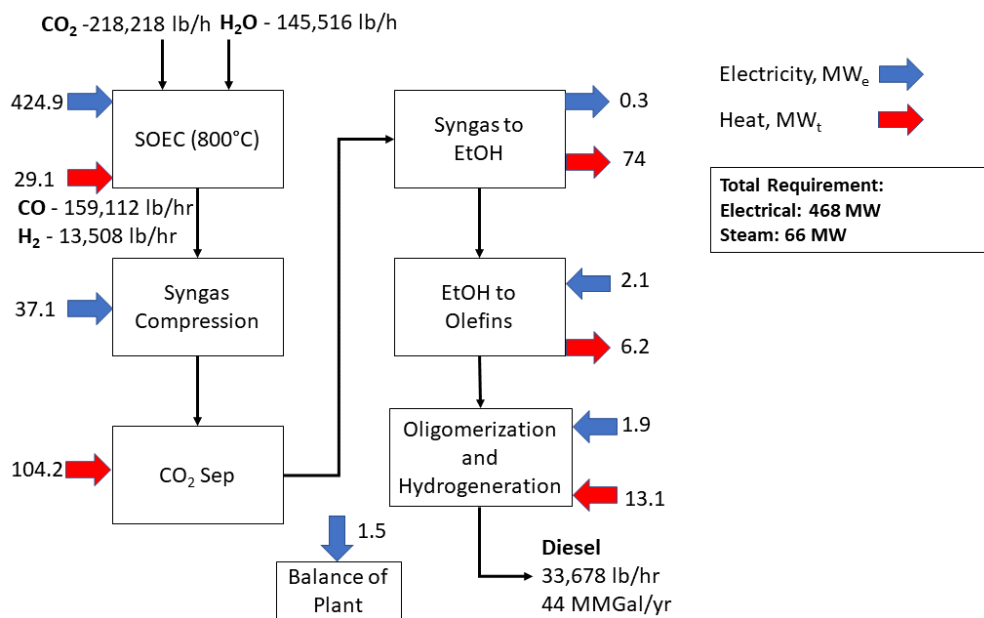 CO₂ -218,218 lb/h H₂O - 145,516 lb/h
424.9
SOEC (800°C)
29.1
CO - 159,112 lb/hr
H₂ - 13,508 lb/hr
37.1
Syngas
Compression
104.2
CO₂ Sep
1.5
Balance of
Plant
Syngas to
EtOH
0.3
74
EtOH to
Olefins
2.1
6.2
Oligomerization
and
Hydrogeneration
1.9
13.1
Diesel
33,678 lb/hr
44 MMGal/yr
Electricity, MWₑ
Heat, MWₜ
Total Requirement:
Electrical: 468 MW
Steam: 66 MW